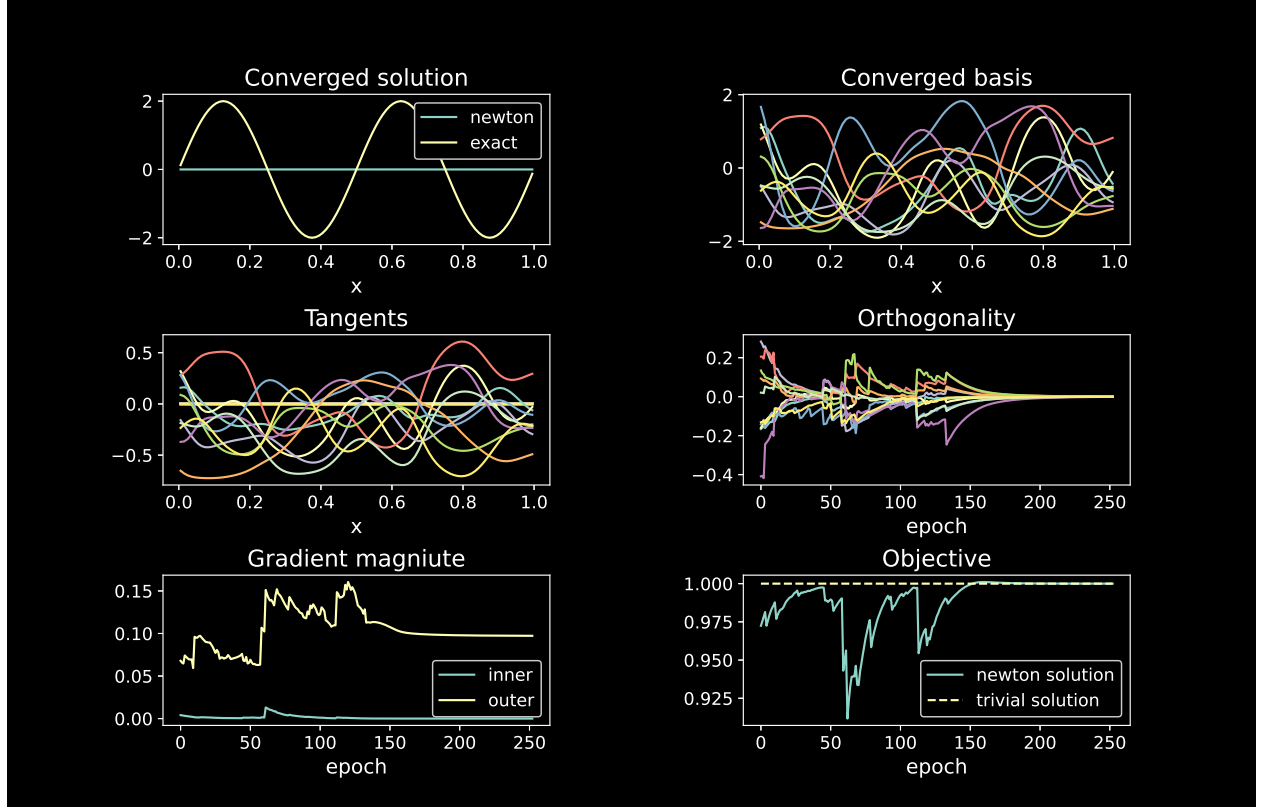 Converged solution
2
0
−2
newton
exact
0.0 0.2 0.4 0.6 0.8 1.0
x
Converged basis
2
0
−2
0.0 0.2 0.4 0.6 0.8 1.0
x
Tangents
0.5
0.0
−0.5
0.0 0.2 0.4 0.6 0.8 1.0
x
Orthogonality
0.2
0.0
−0.2
−0.4
0 50 100 150 200 250
epoch
Gradient magniute
0.15
0.10
0.05
0.00
inner
outer
0 50 100 150 200 250
epoch
Objective
1.000
0.975
0.950
0.925
newton solution
trivial solution
0 50 100 150 200 250
epoch